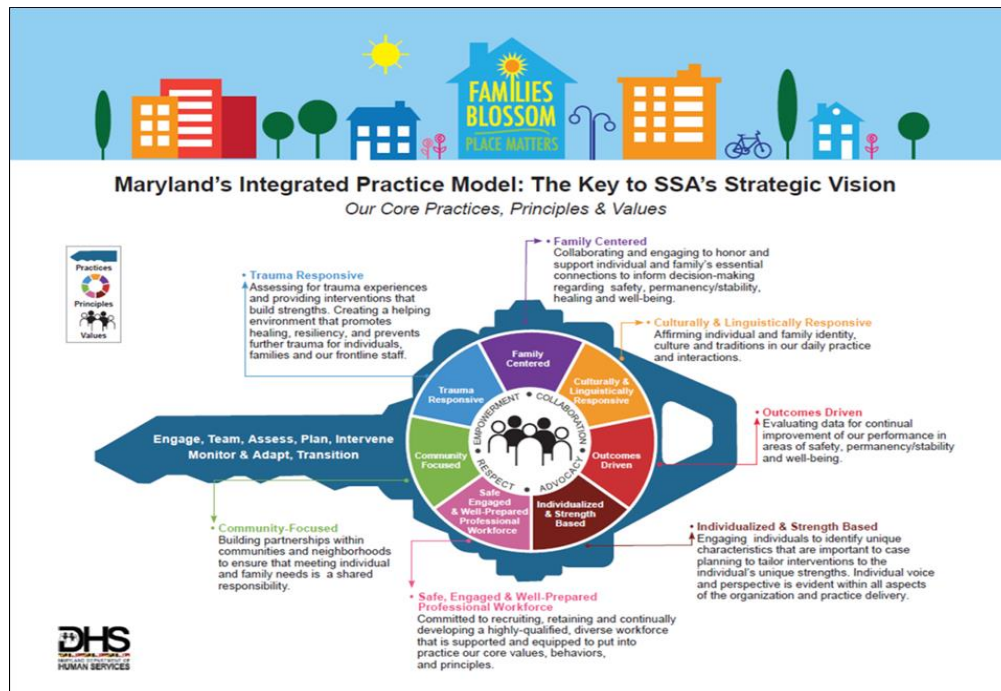 FAMILIES
BLOSSOM
PLACE MATTERS
Maryland's Integrated Practice Model: The Key to SSA's Strategic Vision
Our Core Practices, Principles & Values
Practices
Principles
Values
• Trauma Responsive
Assessing for trauma experiences
and providing interventions that
build strengths. Creating a helping
environment that promotes
healing, resiliency, and prevents
further trauma for individuals,
families and our frontline staff.
• Family Centered
Collaborating and engaging to honor and
support individual and family's essential
connections to inform decision-making
regarding safety, permanency/stability,
healing and well-being.
• Culturally & Linguistically Responsive
Affirming individual and family identity,
culture and traditions in our daily practice
and interactions.
• Outcomes Driven
Evaluating data for continual
improvement of our performance in
areas of safety, permanency/stability
and well-being.
Engage, Team, Assess, Plan, Intervene
Monitor & Adapt, Transition
Family
Centered
Culturally &
Linguistically
Responsive
Outcomes
Driven
Individualized
& Strength
Based
Safe
Engaged
& Well-Prepared
Professional
Workforce
Community
Focused
Trauma
Responsive
EMPOWERMENT • COLLABORATION • ADVOCACY • RESPECT •
• Community-Focused
Building partnerships within
communities and neighborhoods
to ensure that meeting individual
and family needs is a shared
responsibility.
• Safe, Engaged & Well-Prepared
Professional Workforce
Committed to recruiting, retaining and continually
developing a highly-qualified, diverse workforce
that is supported and equipped to put into
practice our core values, behaviors,
and principles.
• Individualized & Strength Based
Engaging individuals to identify unique
characteristics that are important to case
planning to tailor interventions to the
individual's unique strengths. Individual voice
and perspective is evident within all aspects
of the organization and practice delivery.
DHS
MARYLAND DEPARTMENT OF
HUMAN SERVICES